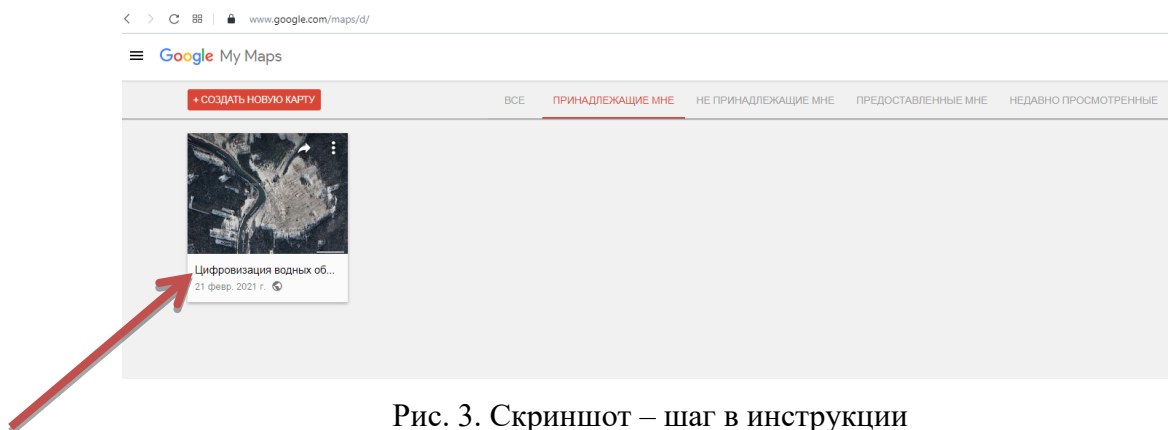 www.google.com/maps/d/
Google My Maps
+ СОЗДАТЬ НОВУЮ КАРТУ
ВСЕ ПРИНАДЛЕЖАЩИЕ МНЕ НЕ ПРИНАДЛЕЖАЩИЕ МНЕ ПРЕДОСТАВЛЕННЫЕ МНЕ НЕДАВНО ПРОСМОТРЕННЫЕ
Цифровизация водных об...
21 февр. 2021 г.
Рис. 3. Скриншот – шаг в инструкции